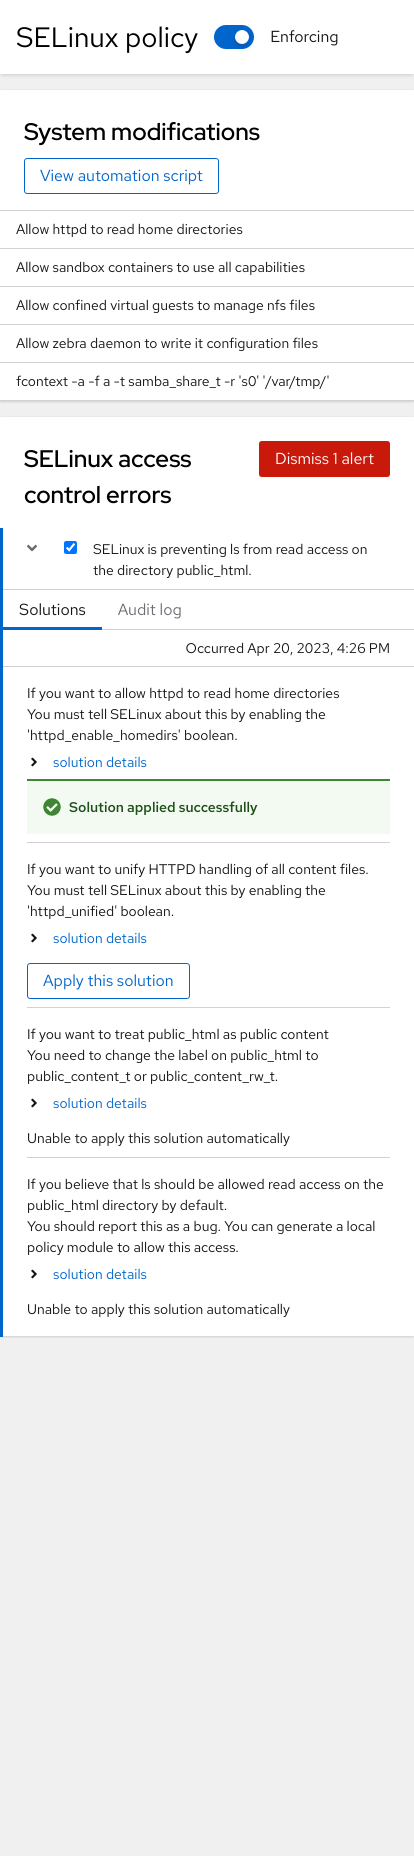 SELinux policy
Enforcing
System modifications
View automation script
Allow httpd to read home directories
Allow sandbox containers to use all capabilities
Allow confined virtual guests to manage nfs files
Allow zebra daemon to write it configuration files
fcontext -a -f a -t samba_share_t -r 's0' '/var/tmp/'
SELinux access
control errors
Dismiss 1 alert
SELinux is preventing ls from read access on
the directory public_html.
Solutions
Audit log
Occurred Apr 20, 2023, 4:26 PM
If you want to allow httpd to read home directories
You must tell SELinux about this by enabling the
'httpd_enable_homedirs' boolean.
solution details
Solution applied successfully
If you want to unify HTTPD handling of all content files.
You must tell SELinux about this by enabling the
'httpd_unified' boolean.
solution details
Apply this solution
If you want to treat public_html as public content
You need to change the label on public_html to
public_content_t or public_content_rw_t.
solution details
Unable to apply this solution automatically
If you believe that ls should be allowed read access on the
public_html directory by default.
You should report this as a bug. You can generate a local
policy module to allow this access.
solution details
Unable to apply this solution automatically